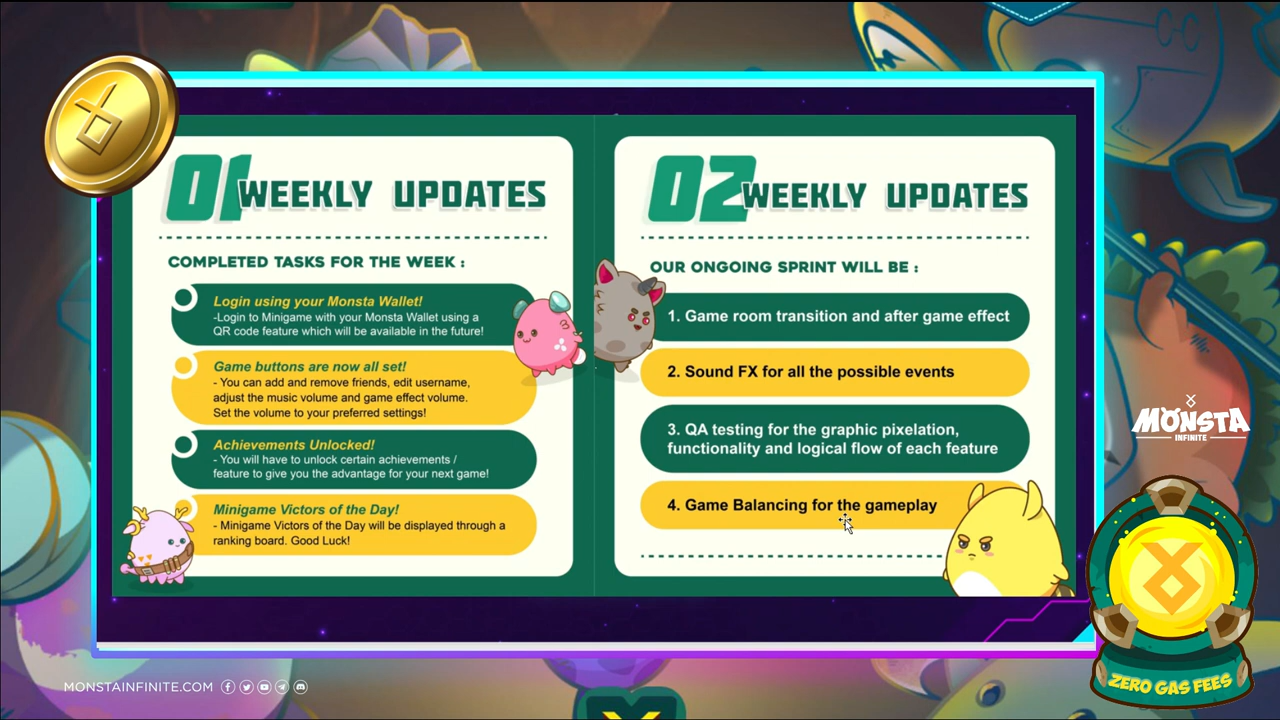 01 WEEKLY UPDATES
COMPLETED TASKS FOR THE WEEK :
Login using your Monsta Wallet!
-Login to Minigame with your Monsta Wallet using a
QR code feature which will be available in the future!
Game buttons are now all set!
- You can add and remove friends, edit username,
adjust the music volume and game effect volume.
Set the volume to your preferred settings!
Achievements Unlocked!
- You will have to unlock certain achievements /
feature to give you the advantage for your next game!
Minigame Victors of the Day!
- Minigame Victors of the Day will be displayed through a
ranking board. Good Luck!
02 WEEKLY UPDATES
OUR ONGOING SPRINT WILL BE :
1. Game room transition and after game effect
2. Sound FX for all the possible events
3. QA testing for the graphic pixelation,
functionality and logical flow of each feature
4. Game Balancing for the gameplay
MONSTA
INFINITE
ZERO GAS FEES
MONSTAINFINITE.COM